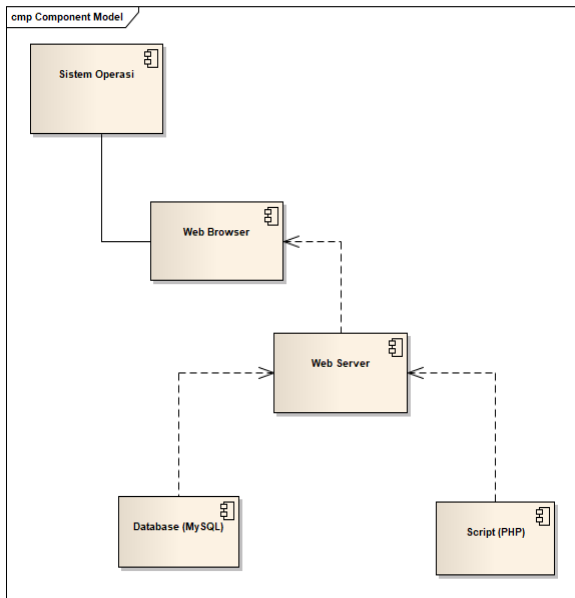 cmp Component Model
Sistem Operasi
Web Browser
Web Server
Database (MySQL)
Script (PHP)